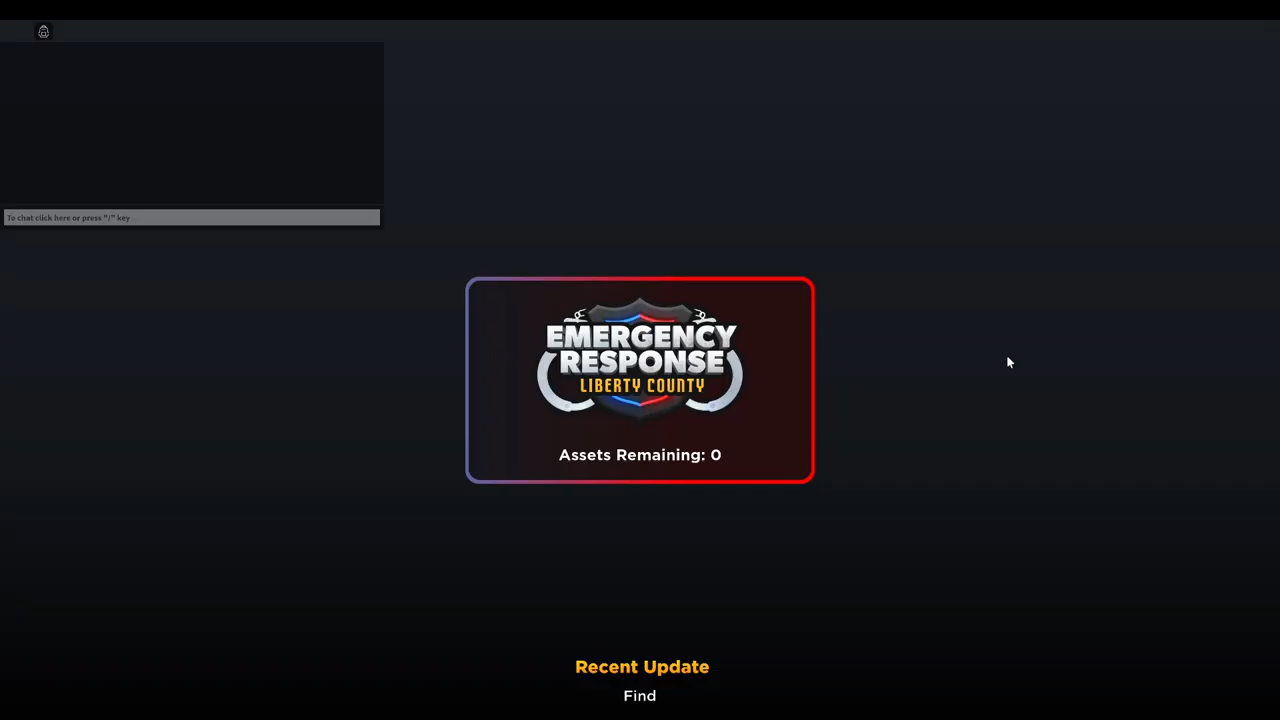 To chat click here or press "/" key
EMERGENCY
RESPONSE
LIBERTY COUNTY
Assets Remaining: 0
Recent Update
Find